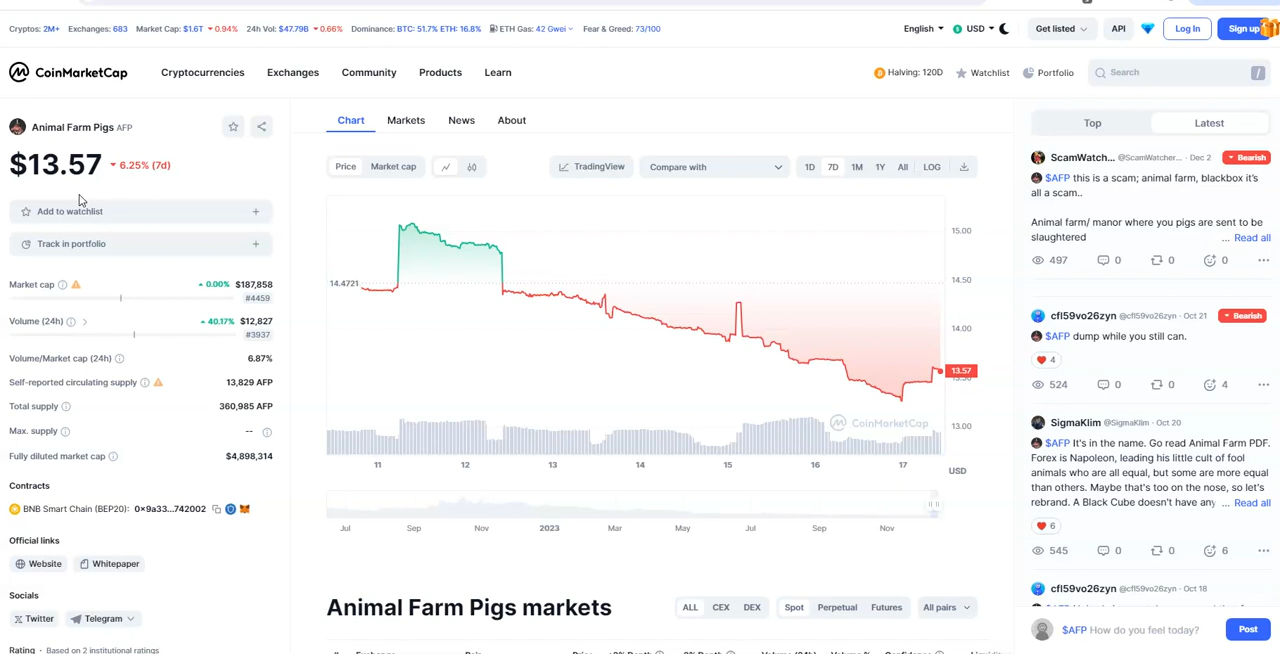 Cryptos: 2M+ Exchanges: 683 Market Cap: $1.6T 0.94% 24h Vol: $47.79B 0.66% Dominance: BTC: 51.7% ETH: 16.8% ETH Gas: 42 Gwei Fear & Greed: 73/100
English USD Get listed API Log In Sign up
CoinMarketCap Cryptocurrencies Exchanges Community Products Learn Halving: 120D Watchlist Portfolio Search /
Animal Farm Pigs AFP
$13.57 6.25% (7d)
Add to watchlist +
Track in portfolio +
Market cap 0.00% $187,858
#4459
Volume (24h) 40.17% $12,827
#3937
Volume/Market cap (24h) 6.87%
Self-reported circulating supply 13,829 AFP
Total supply 360,985 AFP
Max. supply --
Fully diluted market cap $4,898,314
Contracts
BNB Smart Chain (BEP20): 0x9a33...742002
Official links
Website Whitepaper
Socials
Twitter Telegram
Rating · Based on 2 institutional ratings
Chart Markets News About
Price Market cap TradingView Compare with 1D 7D 1M 1Y All LOG
15.00
14.4721 14.50
14.00
13.57
13.50
13.00
CoinMarketCap
11 12 13 14 15 16 17 USD
Jul Sep Nov 2023 Mar May Jul Sep Nov
Animal Farm Pigs markets ALL CEX DEX Spot Perpetual Futures All pairs
Top Latest
ScamWatch... @ScamWatcher... · Dec 2 Bearish
$AFP this is a scam; animal farm, blackbox it's
all a scam..
Animal farm/ manor where you pigs are sent to be
slaughtered ... Read all
497 0 0 0
cfl59vo26zyn @cfl59vo26zyn · Oct 21 Bearish
$AFP dump while you still can.
4
524 0 0 4
SigmaKlim @SigmaKlim · Oct 20
$AFP It's in the name. Go read Animal Farm PDF.
Forex is Napoleon, leading his little cult of fool
animals who are all equal, but some are more equal
than others. Maybe that's too on the nose, so let's
rebrand. A Black Cube doesn't have any ... Read all
6
545 0 0 6
cfl59vo26zyn @cfl59vo26zyn · Oct 18
$AFP How do you feel today? Post